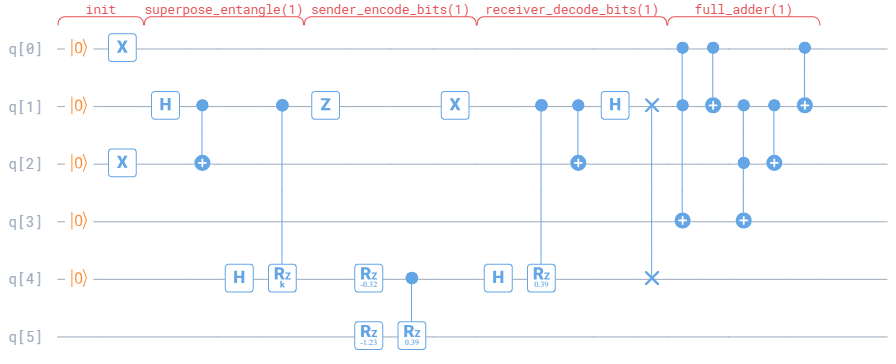 init superpose_entangle(1) sender_encode_bits(1) receiver_decode_bits(1) full_adder(1)
q[0] |0⟩ X
q[1] |0⟩ H Z X H
q[2] |0⟩ X
q[3] |0⟩
q[4] |0⟩ H Rz k Rz -0.32 H Rz 0.39
q[5] Rz -1.23 Rz 0.39